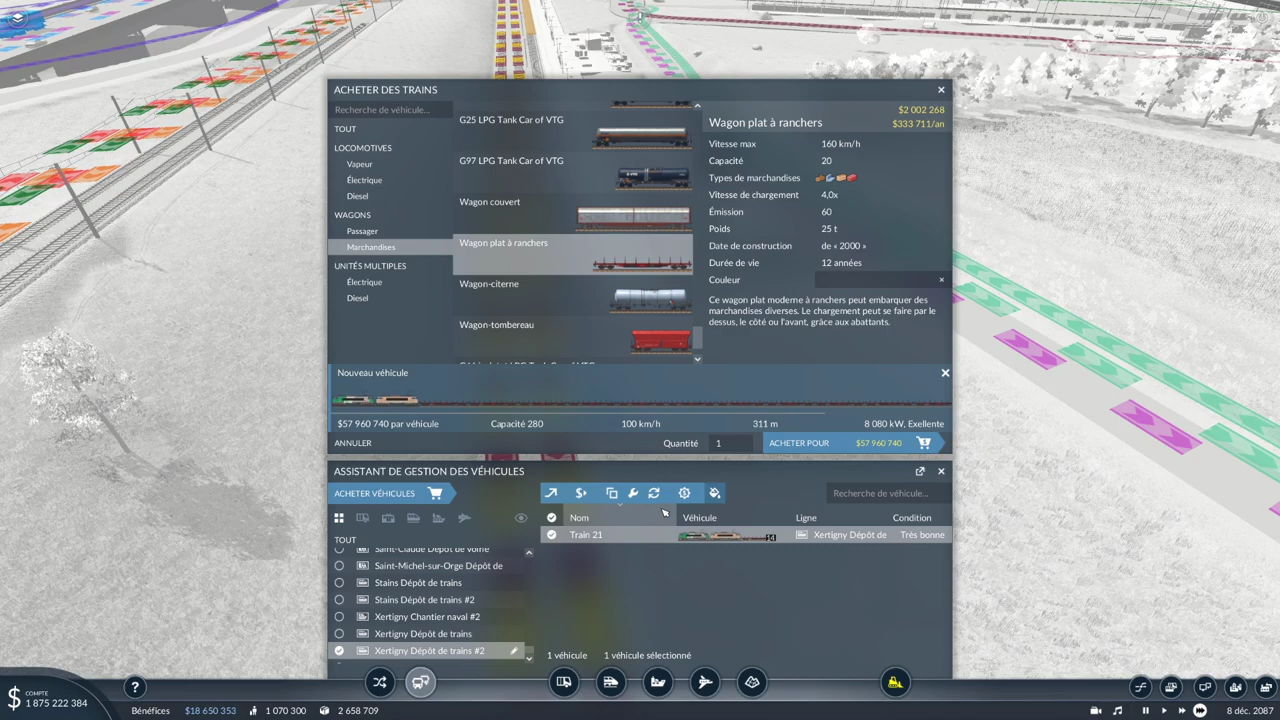 ACHETER DES TRAINS
Recherche de véhicule...
TOUT
LOCOMOTIVES
Vapeur
Électrique
Diesel
WAGONS
Passager
Marchandises
UNITÉS MULTIPLES
Électrique
Diesel
G25 LPG Tank Car of VTG
G97 LPG Tank Car of VTG
Wagon couvert
Wagon plat à ranchers
Wagon-citerne
Wagon-tombereau
$2 002 268
Wagon plat à ranchers
$333 711/an
Vitesse max 160 km/h
Capacité 20
Types de marchandises
Vitesse de chargement 4,0x
Émission 60
Poids 25 t
Date de construction de « 2000 »
Durée de vie 12 années
Couleur
Ce wagon plat moderne à ranchers peut embarquer des
marchandises diverses. Le chargement peut se faire par le
dessus, le côté ou l'avant, grâce aux abattants.
Nouveau véhicule
$57 960 740 par véhicule Capacité 280 100 km/h 311 m 8 080 kW, Exellente
ANNULER Quantité 1 ACHETER POUR $57 960 740
ASSISTANT DE GESTION DES VÉHICULES
ACHETER VÉHICULES
Recherche de véhicule...
TOUT
Saint-Michel-sur-Orge Dépôt de
Stains Dépôt de trains
Stains Dépôt de trains #2
Xertigny Chantier naval #2
Xertigny Dépôt de trains
Xertigny Dépôt de trains #2
Nom Véhicule Ligne Condition
Train 21 14 Xertigny Dépôt de Très bonne
1 véhicule 1 véhicule sélectionné
COMPTE
$ 1 875 222 384
?
Bénéfices $18 650 353 1 070 300 2 658 709
8 déc. 2087